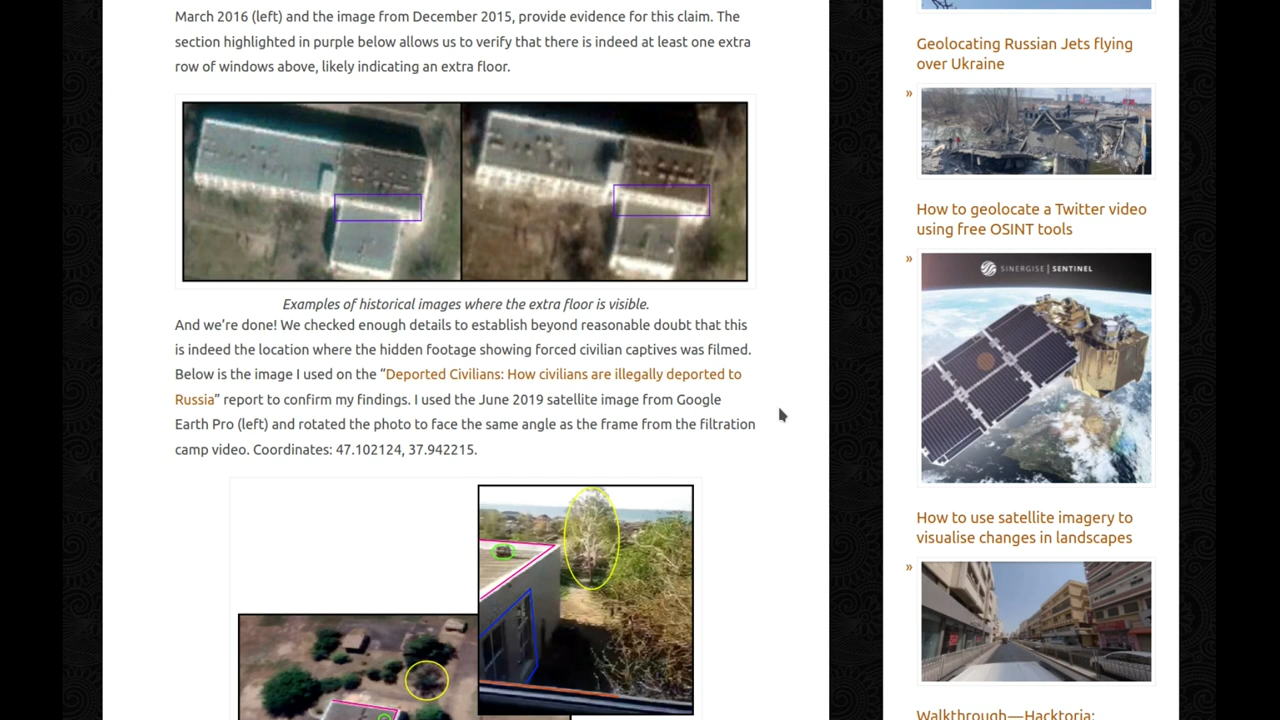 March 2016 (left) and the image from December 2015, provide evidence for this claim. The
section highlighted in purple below allows us to verify that there is indeed at least one extra
row of windows above, likely indicating an extra floor.
Examples of historical images where the extra floor is visible.
And we’re done! We checked enough details to establish beyond reasonable doubt that this
is indeed the location where the hidden footage showing forced civilian captives was filmed.
Below is the image I used on the “Deported Civilians: How civilians are illegally deported to
Russia” report to confirm my findings. I used the June 2019 satellite image from Google
Earth Pro (left) and rotated the photo to face the same angle as the frame from the filtration
camp video. Coordinates: 47.102124, 37.942215.
Geolocating Russian Jets flying
over Ukraine
»
How to geolocate a Twitter video
using free OSINT tools
»
SINERGISE | SENTINEL
How to use satellite imagery to
visualise changes in landscapes
»
Walkthrough — Hacktoria: